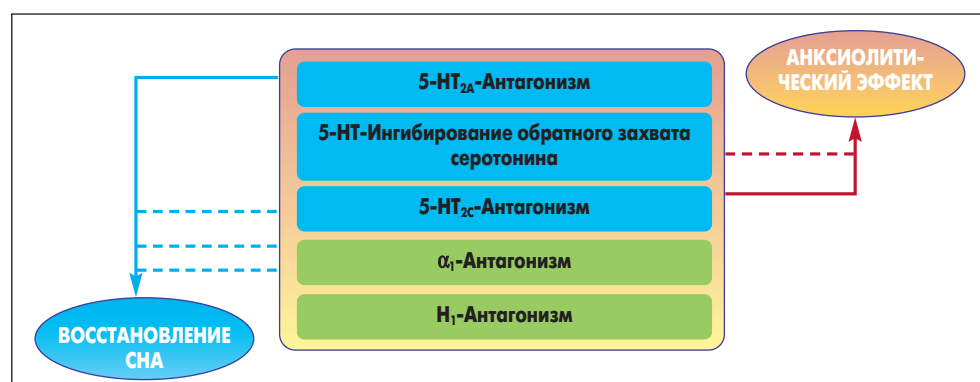 5-HT2A-Антагонизм
АНКСИОЛИТИ-
ЧЕСКИЙ ЭФФЕКТ
5-HT-Ингибирование обратного захвата
серотонина
5-HT2C-Антагонизм
α1-Антагонизм
H1-Антагонизм
ВОССТАНОВЛЕНИЕ
СНА